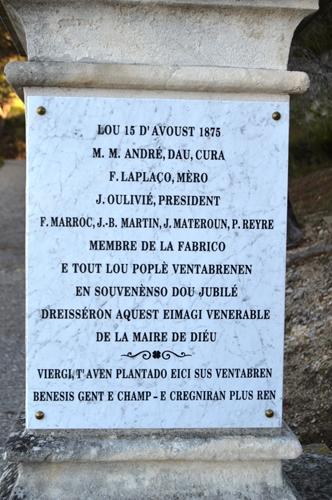 LOU 15 D'AVOUST 1875
M. M. ANDRÉ, DAU, CURA
F. LAPLAÇO, MÈRO
J. OULIVIÉ, PRESIDENT
F. MARROC, J.-B. MARTIN, J. MATEROUN, P. REYRE
MEMBRE DE LA FABRICO
E TOUT LOU POPLÈ VENTABRENEN
EN SOUVENÈNSO DOU JUBILÉ
DREISSÉRON AQUEST EIMAGI VENERABLE
DE LA MAIRE DE DIÉU
VIERGI, T'AVEN PLANTADO EICI SUS VENTABREN
BENESIS GENT E CHAMP - E CREGNIRAN PLUS REN